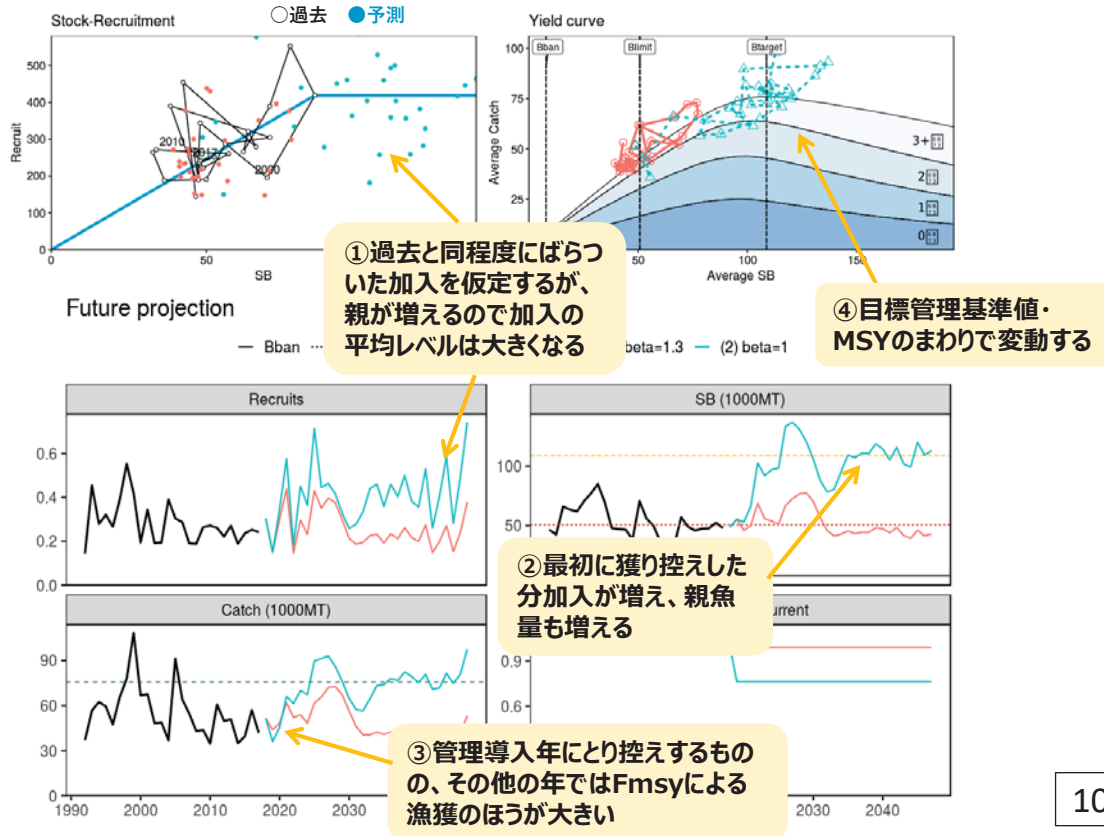 Stock-Recruitment
○過去 ●予測
Yield curve
500
400
300
200
100
0
Recruit
2010
2017
2000
0
50
SB
100
75
50
25
Average Catch
Bban
Blimit
Btarget
3+
2
1
0
50
100
150
Average SB
①過去と同程度にばらつ
いた加入を仮定するが、
親が増えるので加入の
平均レベルは大きくなる
④目標管理基準値・
MSYのまわりで変動する
Future projection
Bban
beta=1.3
(2) beta=1
Recruits
0.6
0.4
0.2
0.0
SB (1000MT)
100
50
②最初に獲り控えした
分加入が増え、親魚
量も増える
Catch (1000MT)
90
60
30
0
1990
2000
2010
2020
2030
urrent
0.9
0.6
2030
2040
③管理導入年にとり控えするもの
の、その他の年ではFmsyによる
漁獲のほうが大きい
10